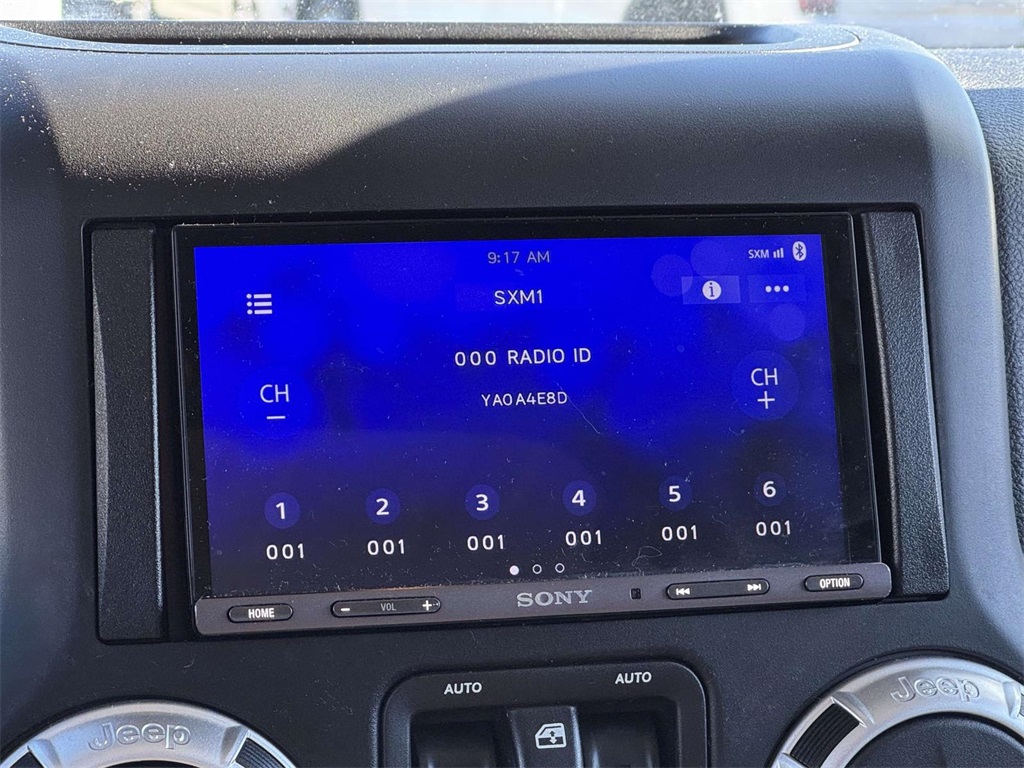 9:17 AM
SXM
SXM1
i
000 RADIO ID
CH
CH
YA0A4E8D
1 2 3 4 5 6
001 001 001 001 001 001
HOME - VOL + SONY OPTION
AUTO AUTO
Jeep Jeep